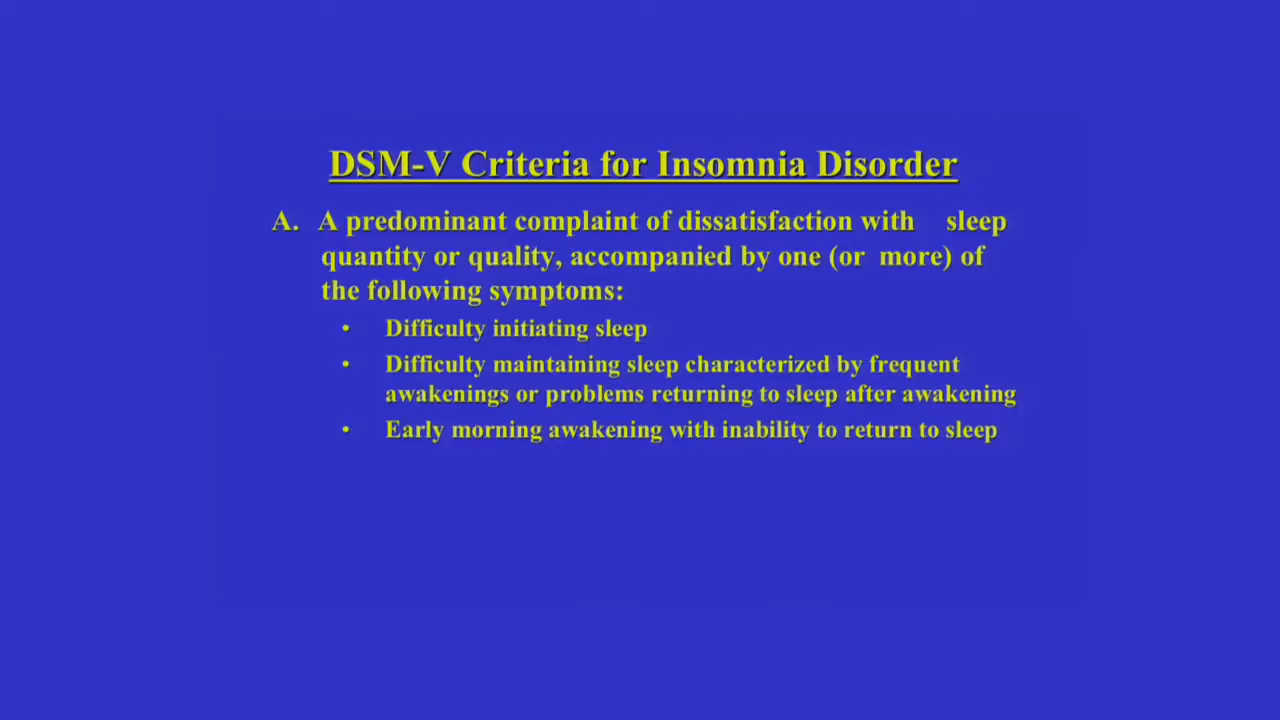 DSM-V Criteria for Insomnia Disorder
A. A predominant complaint of dissatisfaction with sleep
quantity or quality, accompanied by one (or more) of
the following symptoms:
• Difficulty initiating sleep
• Difficulty maintaining sleep characterized by frequent
awakenings or problems returning to sleep after awakening
• Early morning awakening with inability to return to sleep